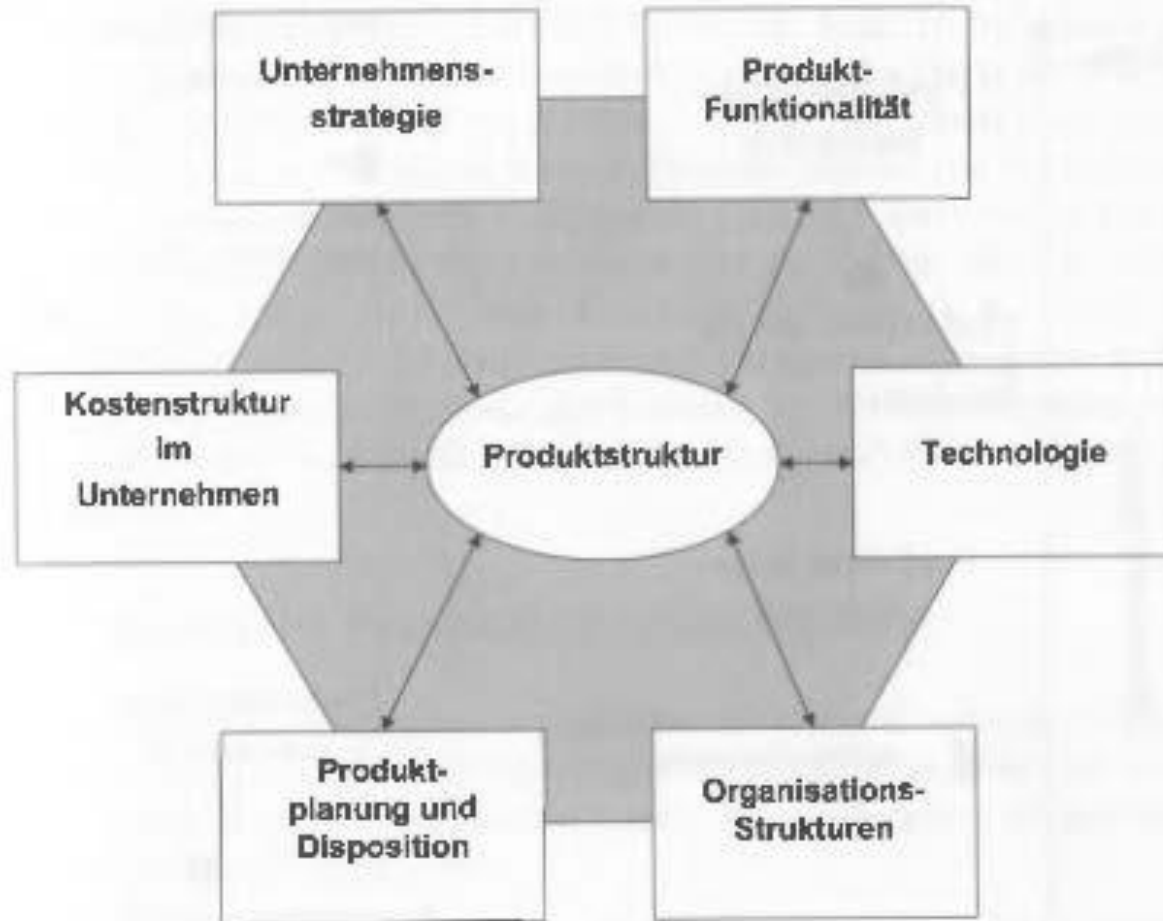 Unternehmens-
strategie
Produkt-
Funktionalität
Kostenstruktur
im
Unternehmen
Produktstruktur
Technologie
Produkt-
planung und
Disposition
Organisations-
Strukturen